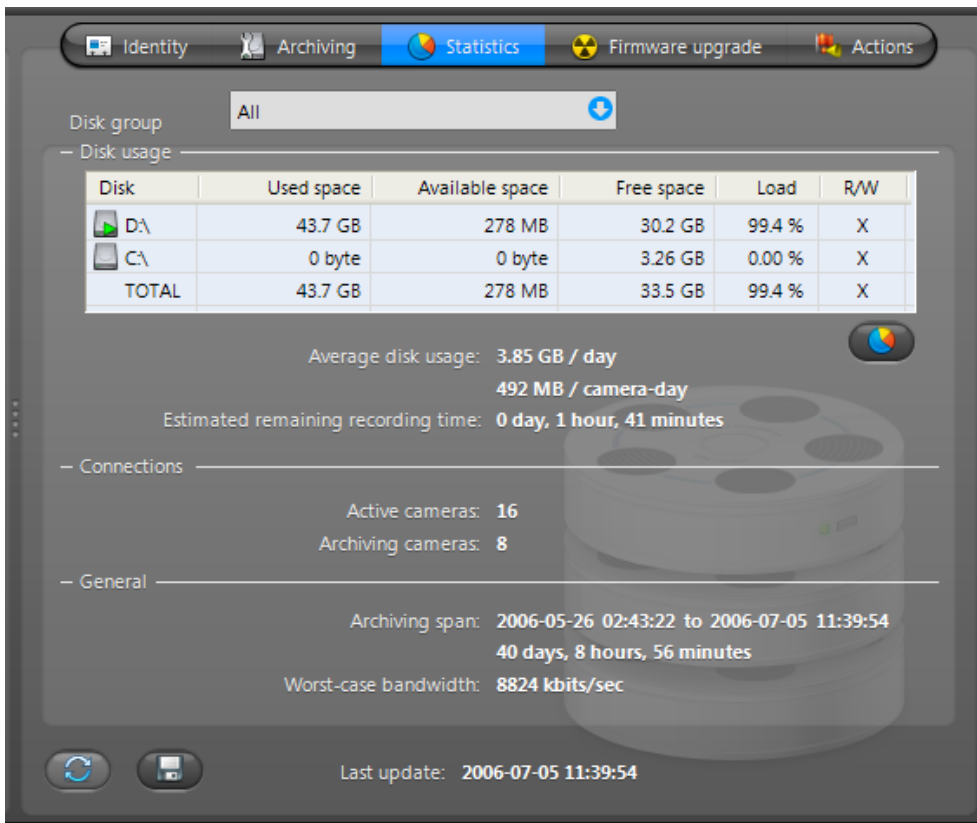 Identity Archiving Statistics Firmware upgrade Actions
Disk group All
Disk usage
Disk Used space Available space Free space Load R/W
D:\ 43.7 GB 278 MB 30.2 GB 99.4 % X
C:\ 0 byte 0 byte 3.26 GB 0.00 % X
TOTAL 43.7 GB 278 MB 33.5 GB 99.4 % X
Average disk usage: 3.85 GB / day
492 MB / camera-day
Estimated remaining recording time: 0 day, 1 hour, 41 minutes
Connections
Active cameras: 16
Archiving cameras: 8
General
Archiving span: 2006-05-26 02:43:22 to 2006-07-05 11:39:54
40 days, 8 hours, 56 minutes
Worst-case bandwidth: 8824 kbits/sec
Last update: 2006-07-05 11:39:54